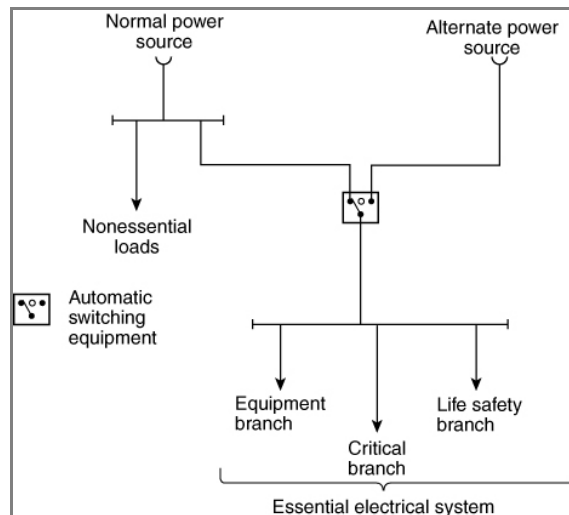 Normal power
source
Alternate power
source
Nonessential
loads
Automatic
switching
equipment
Equipment
branch
Critical
branch
Life safety
branch
Essential electrical system